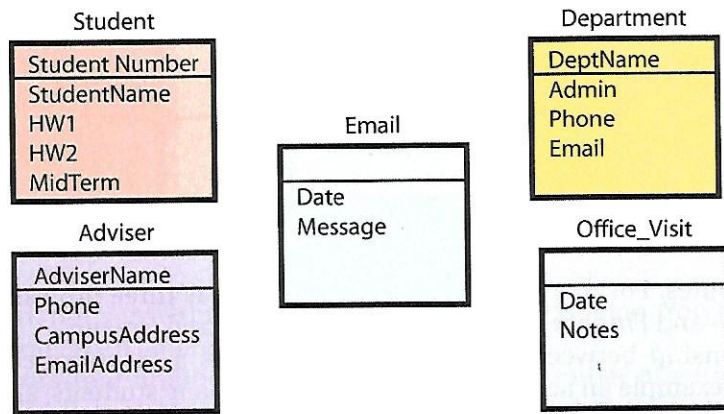 Student
Student Number
StudentName
HW1
HW2
MidTerm
Department
DeptName
Admin
Phone
Email
Email
Date
Message
Adviser
AdviserName
Phone
CampusAddress
EmailAddress
Office_Visit
Date
Notes